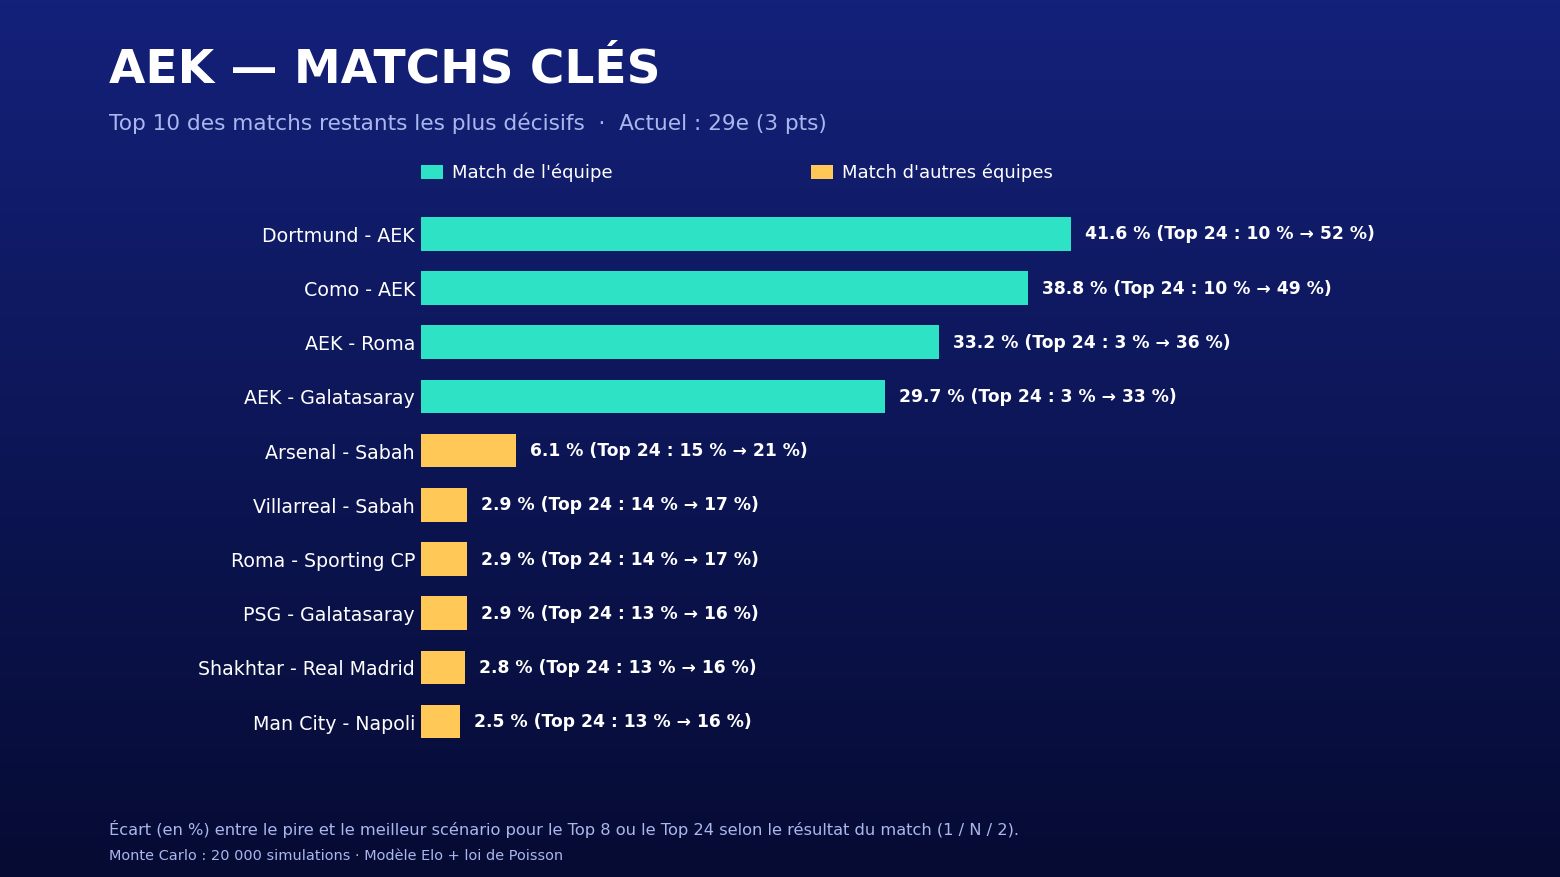 AEK — MATCHS CLÉS
Top 10 des matchs restants les plus décisifs · Actuel : 29e (3 pts)
Match de l'équipe
Match d'autres équipes
Dortmund - AEK 41.6 % (Top 24 : 10 % → 52 %)
Como - AEK 38.8 % (Top 24 : 10 % → 49 %)
AEK - Roma 33.2 % (Top 24 : 3 % → 36 %)
AEK - Galatasaray 29.7 % (Top 24 : 3 % → 33 %)
Arsenal - Sabah 6.1 % (Top 24 : 15 % → 21 %)
Villarreal - Sabah 2.9 % (Top 24 : 14 % → 17 %)
Roma - Sporting CP 2.9 % (Top 24 : 14 % → 17 %)
PSG - Galatasaray 2.9 % (Top 24 : 13 % → 16 %)
Shakhtar - Real Madrid 2.8 % (Top 24 : 13 % → 16 %)
Man City - Napoli 2.5 % (Top 24 : 13 % → 16 %)
Écart (en %) entre le pire et le meilleur scénario pour le Top 8 ou le Top 24 selon le résultat du match (1 / N / 2).
Monte Carlo : 20 000 simulations · Modèle Elo + loi de Poisson